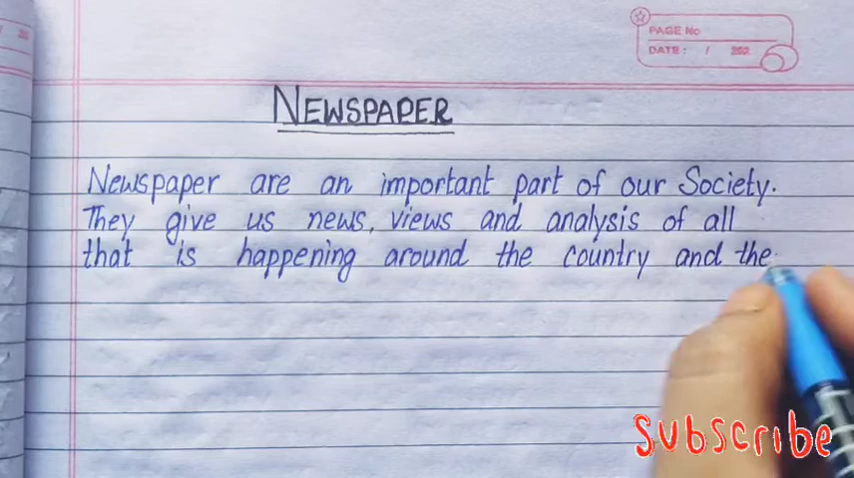 PAGE No
DATE: / 202
NEWSPAPER
Newspaper are an important part of our Society.
They give us news, views and analysis of all
that is happening around the country and the
Subscribe